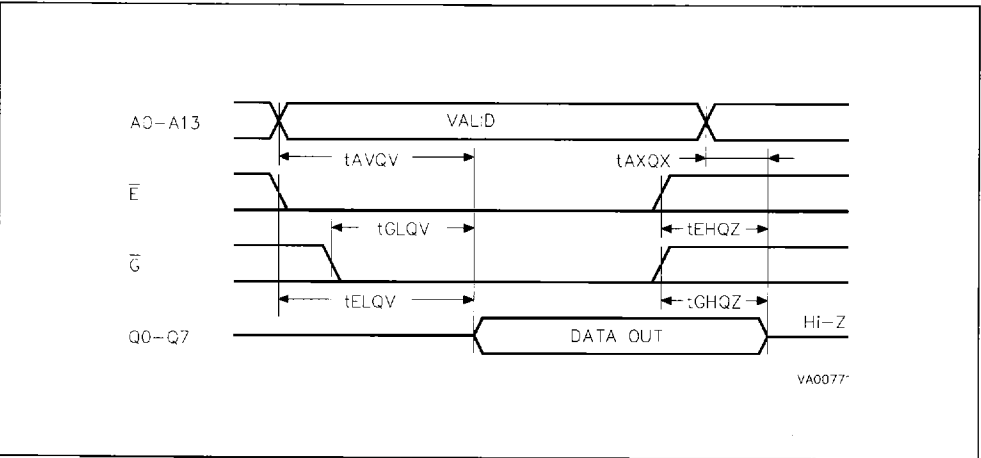 A0-A13
VALID
tAVQV
tAXQX
E
tGLQV
tEHQZ
G
tELQV
tGHQZ
Q0-Q7
DATA OUT
Hi-Z
VA0077